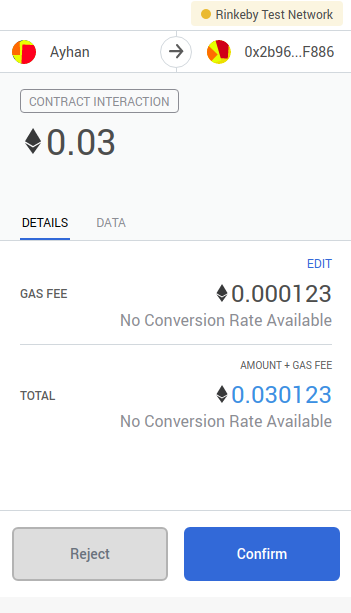 Rinkeby Test Network
Ayhan
0x2b96...F886
CONTRACT INTERACTION
0.03
DETAILS DATA
EDIT
GAS FEE 0.000123
No Conversion Rate Available
AMOUNT + GAS FEE
TOTAL 0.030123
No Conversion Rate Available
Reject Confirm